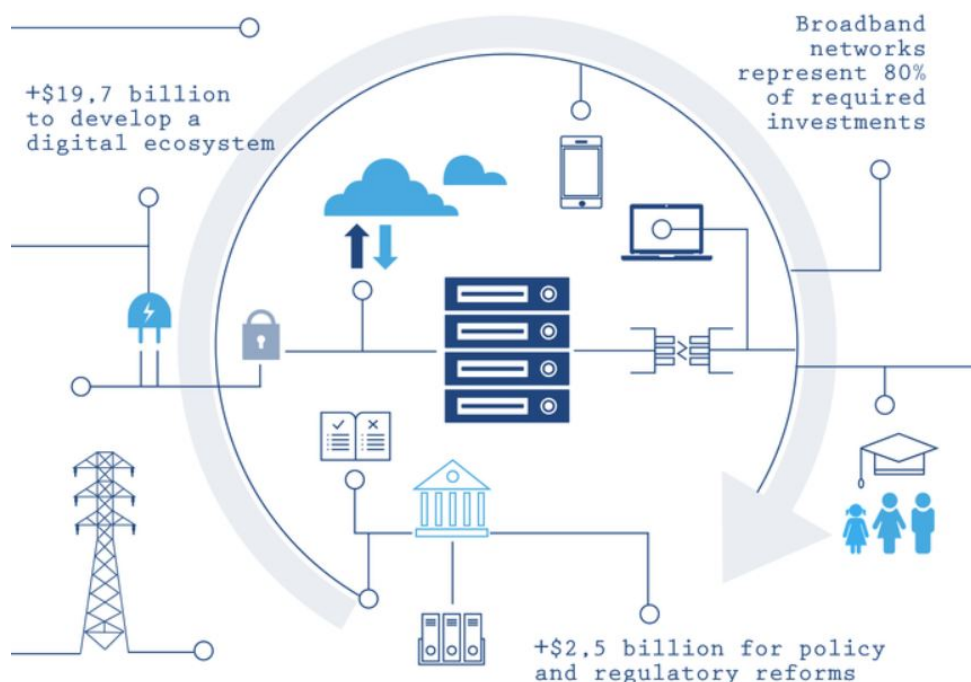 +$19,7 billion
to develop a
digital ecosystem
Broadband
networks
represent 80%
of required
investments
+$2,5 billion for policy
and regulatory reforms